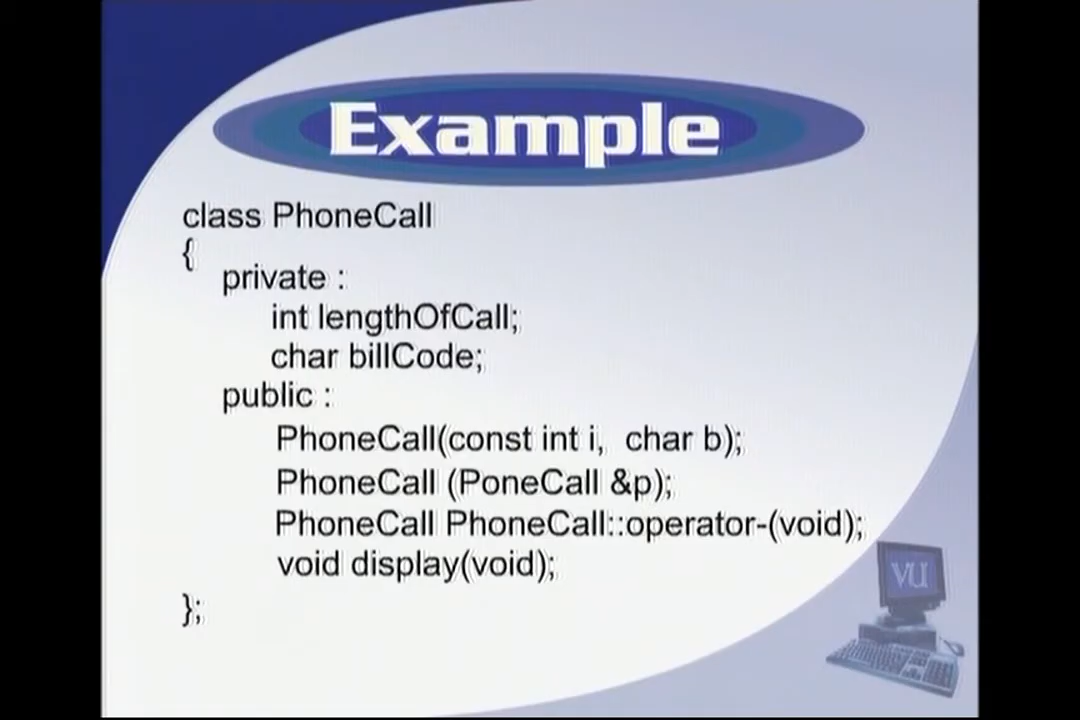 Example
class PhoneCall
{
private :
int lengthOfCall;
char billCode;
public :
PhoneCall(const int i,  char b);
PhoneCall (PoneCall &p);
PhoneCall PhoneCall::operator-(void);
void display(void);
};
VU